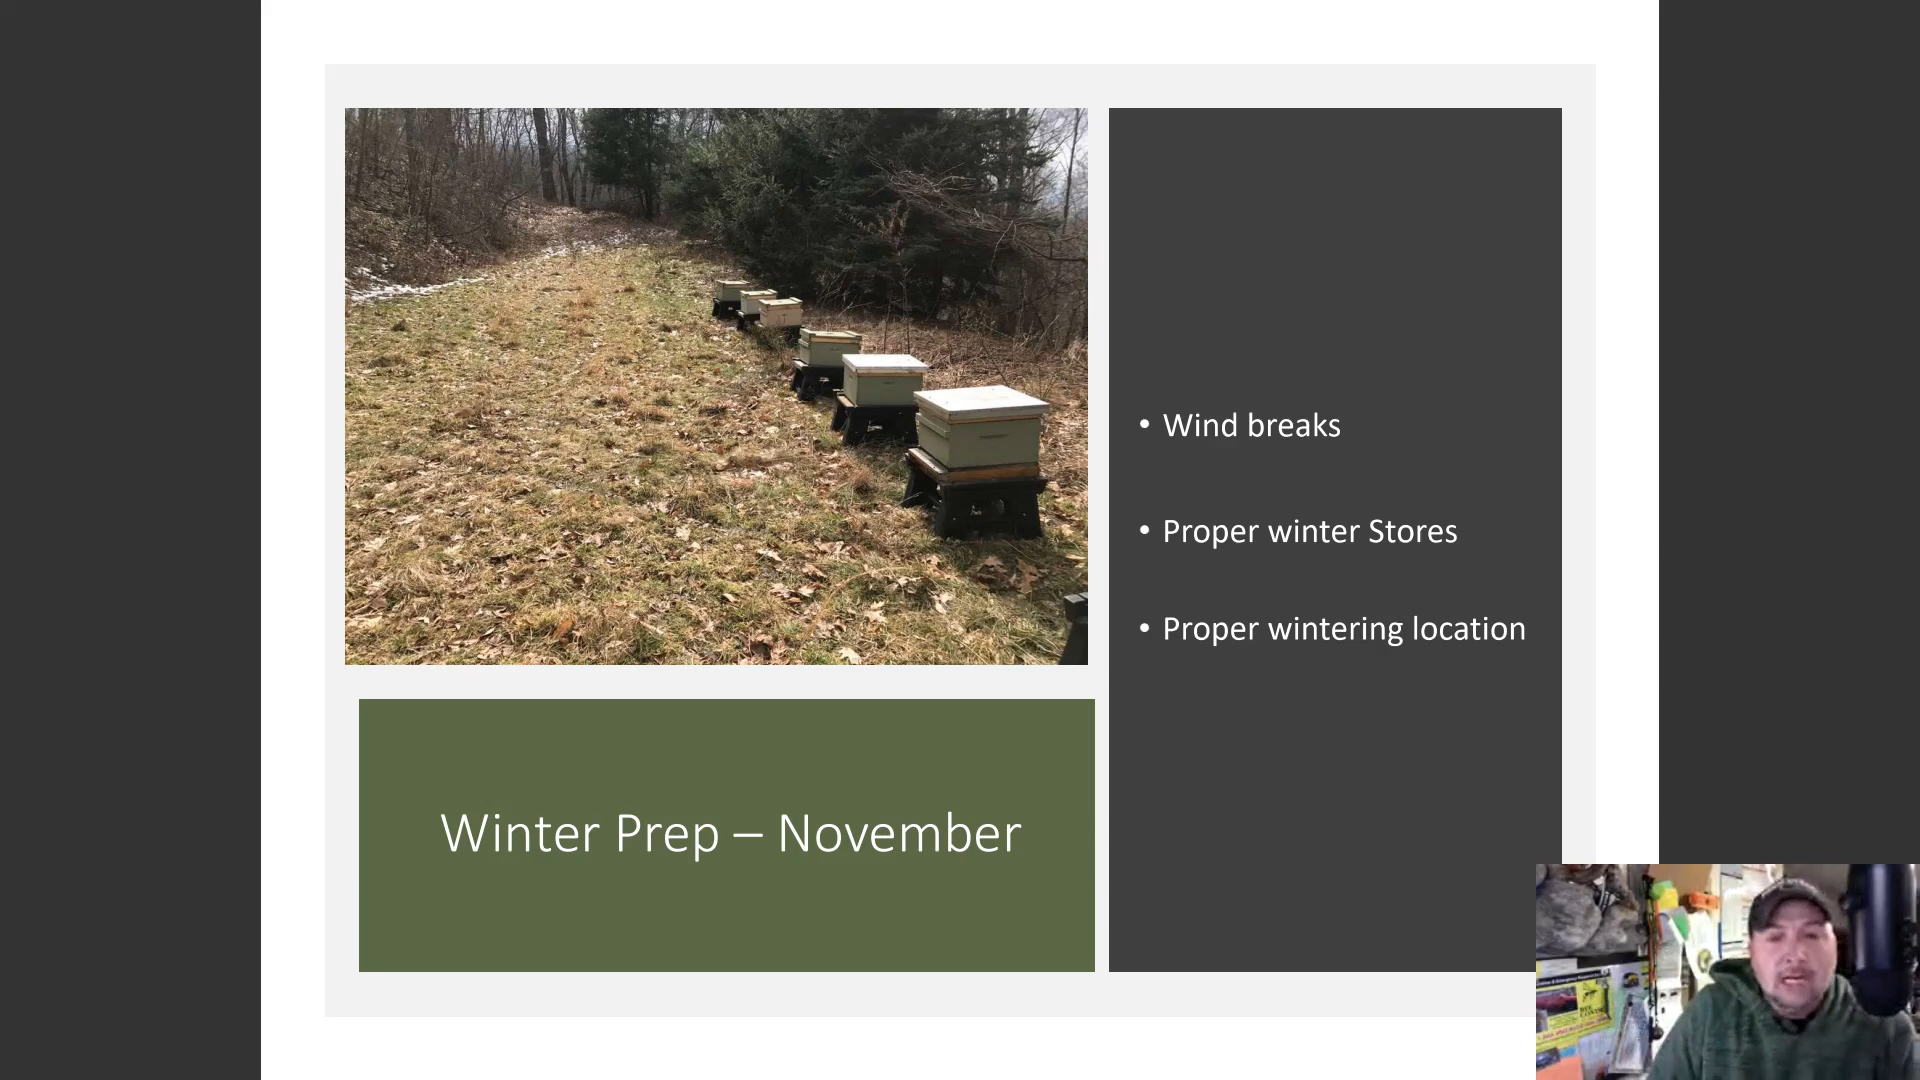 • Wind breaks
• Proper winter Stores
• Proper wintering location
Winter Prep – November